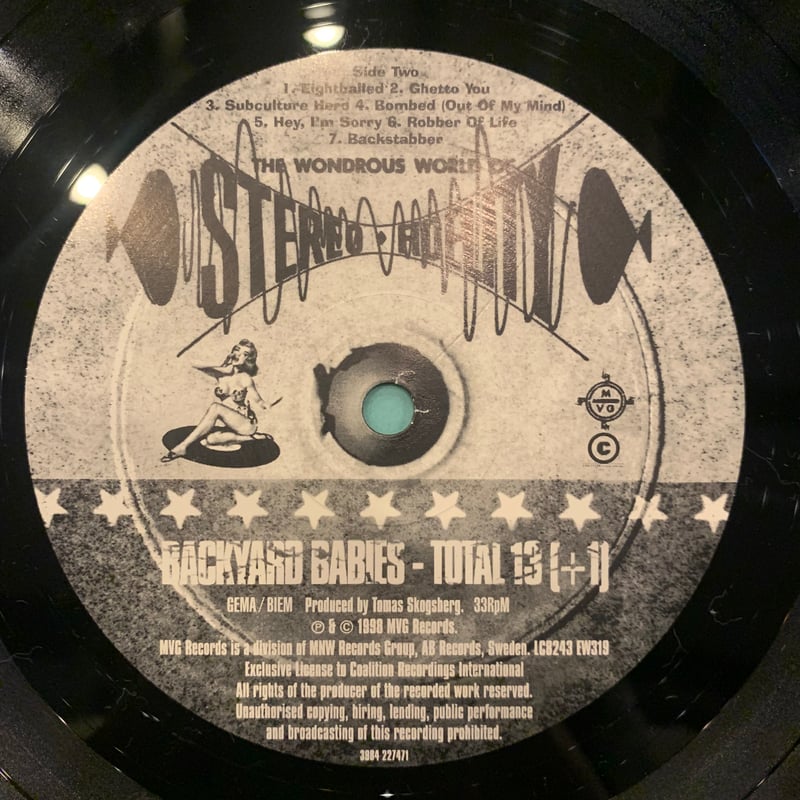 Side Two
1. Eightballed 2. Ghetto You
3. Subculture Herd 4. Bombed (Out Of My Mind)
5. Hey, I'm Sorry 6. Robber Of Life
7. Backstabber
THE WONDROUS WORLD OF
STEREO • FIDELITY
M
VG
C
BACKYARD BABIES - TOTAL 13 (+1)
GEMA/BIEM Produced by Tomas Skogsberg. 33RpM
℗ & © 1998 MVG Records.
MVG Records is a division of MNW Records Group, AB Records, Sweden. LC8243 EW319
Exclusive License to Coalition Recordings International
All rights of the producer of the recorded work reserved.
Unauthorised copying, hiring, lending, public performance
and broadcasting of this recording prohibited.
3984 227471